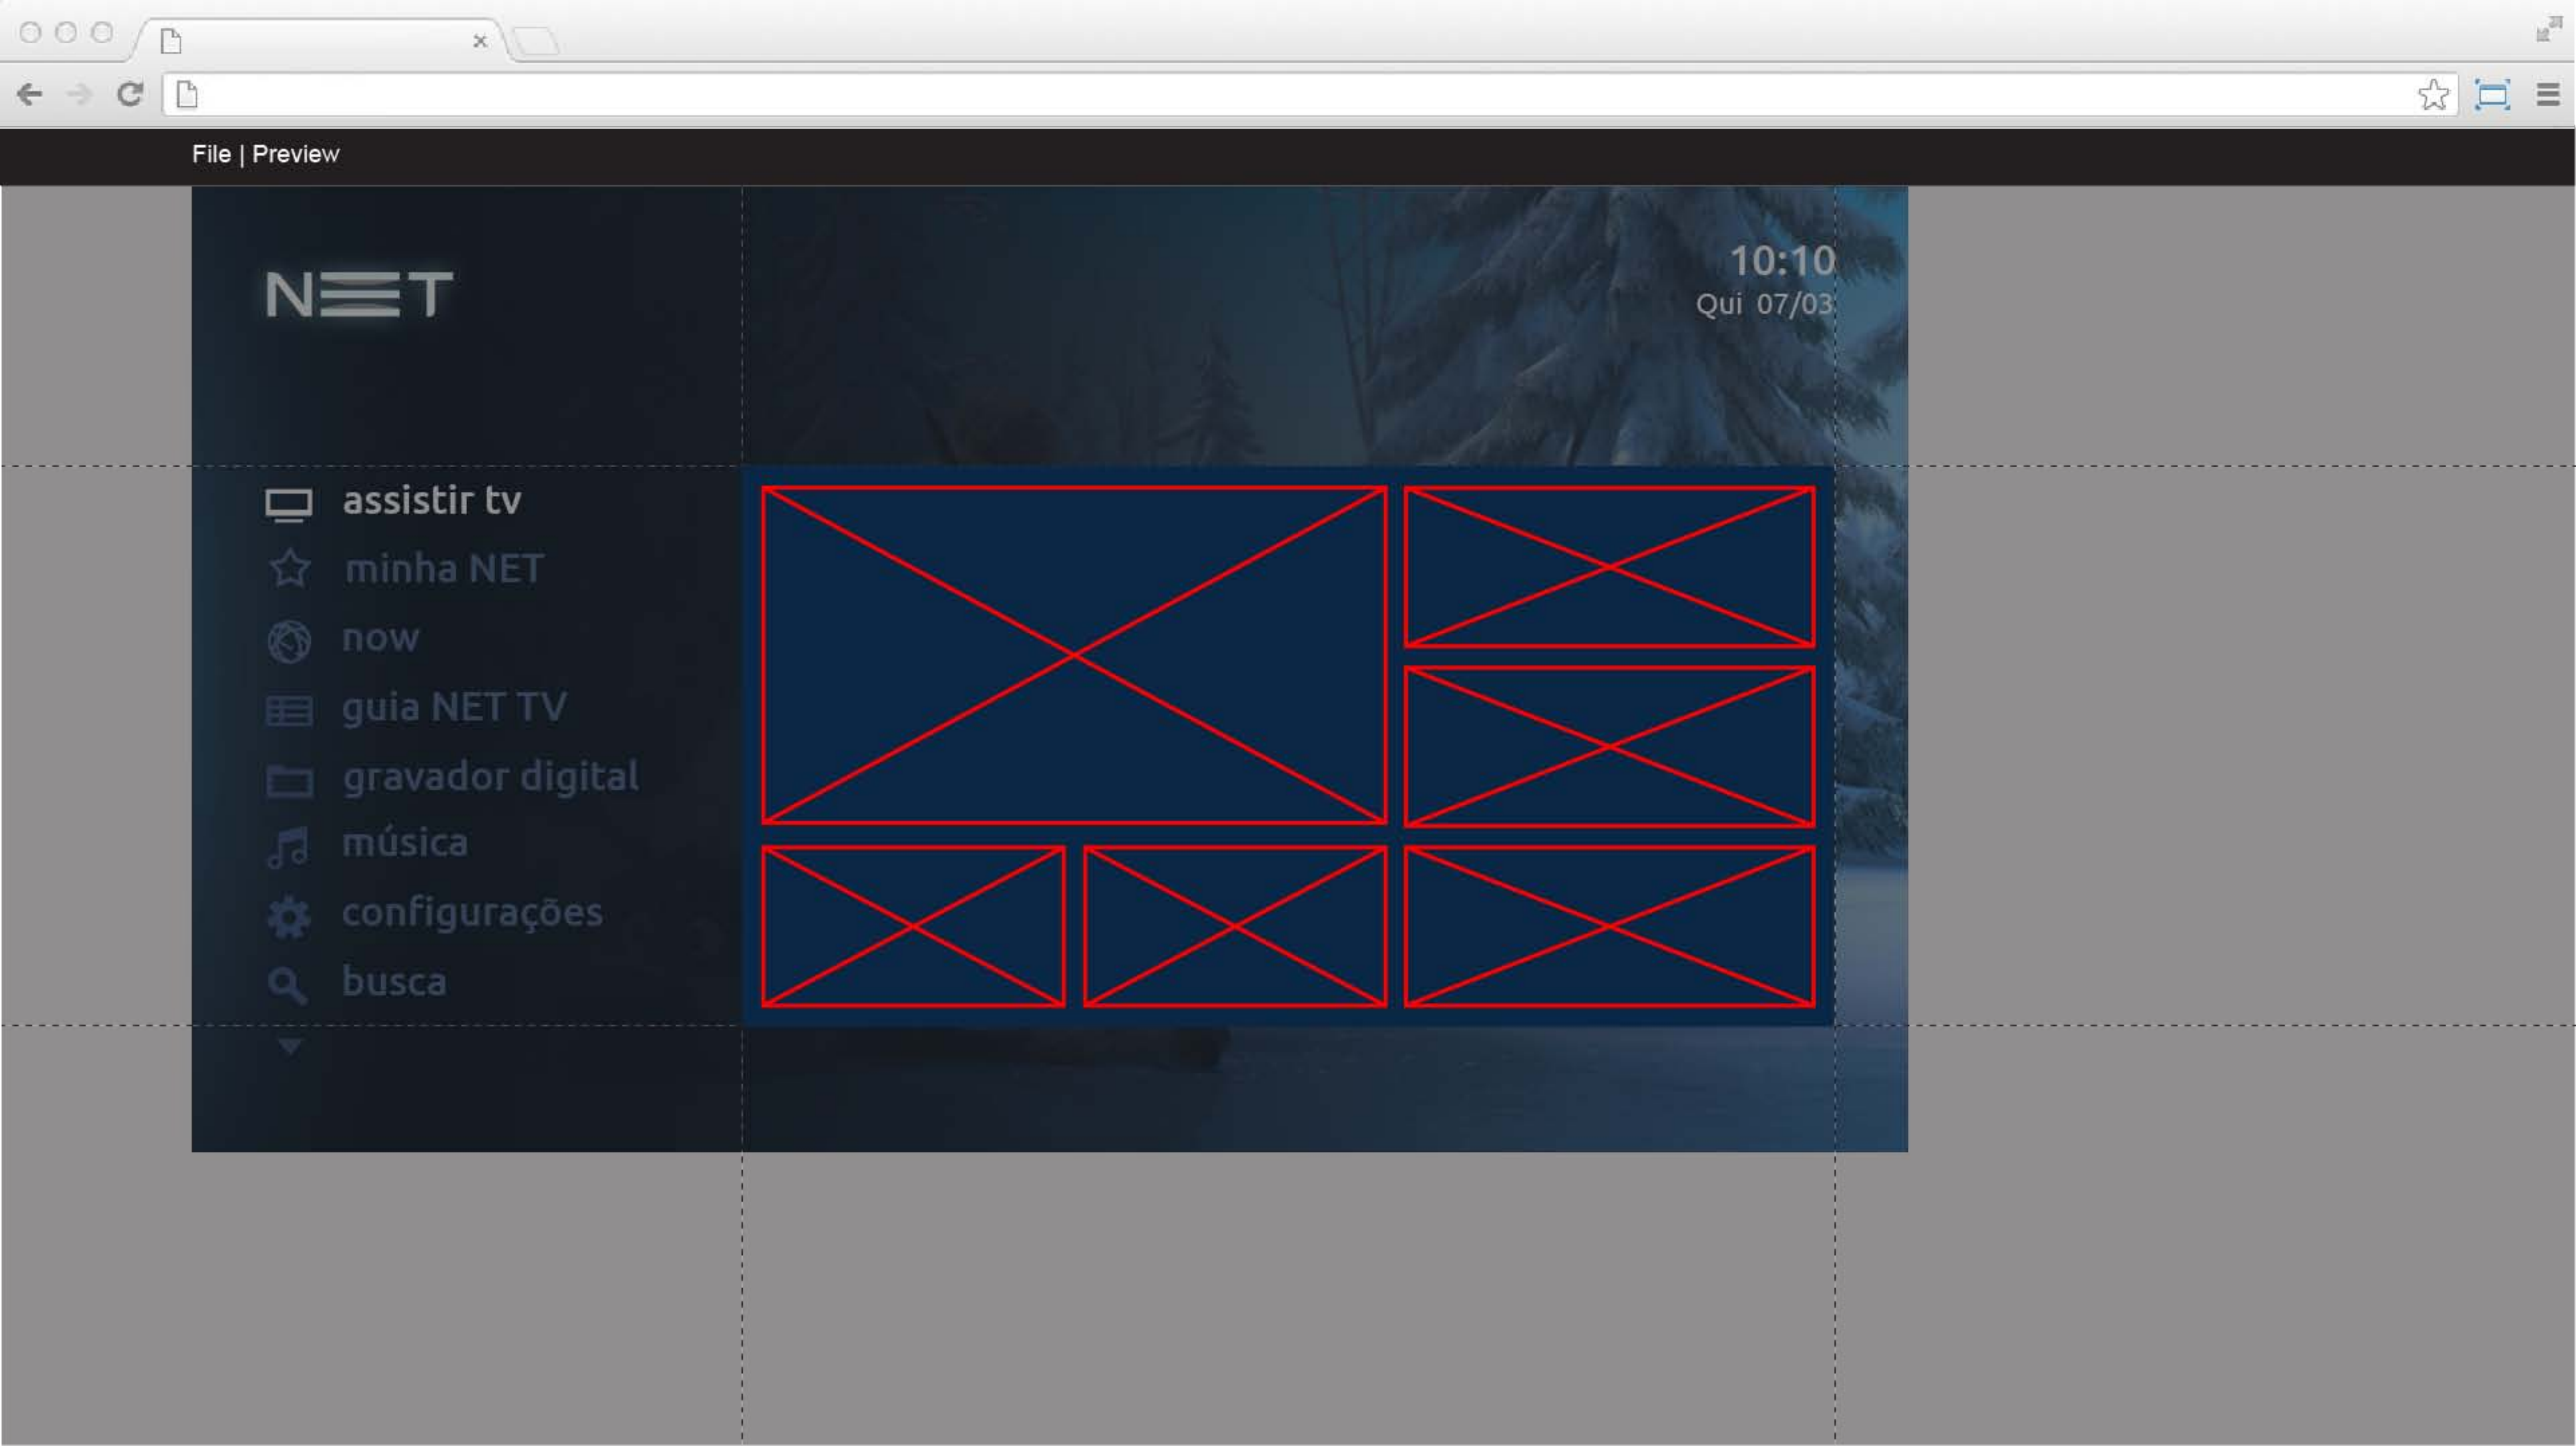 File | Preview
NET
10:10
Qui 07/03
assistir tv
minha NET
now
guia NET TV
gravador digital
música
configurações
busca